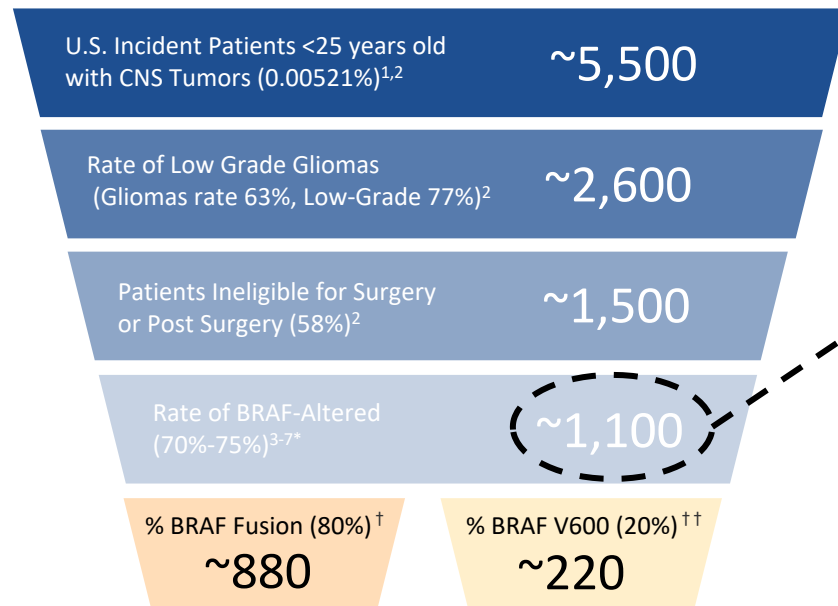 U.S. Incident Patients <25 years old
with CNS Tumors (0.00521%)1,2
~5,500
Rate of Low Grade Gliomas
(Gliomas rate 63%, Low-Grade 77%)2
~2,600
Patients Ineligible for Surgery
or Post Surgery (58%)2
~1,500
Rate of BRAF-Altered
(70%-75%)3-7*
~1,100
% BRAF Fusion (80%)†
~880
% BRAF V600 (20%)††
~220